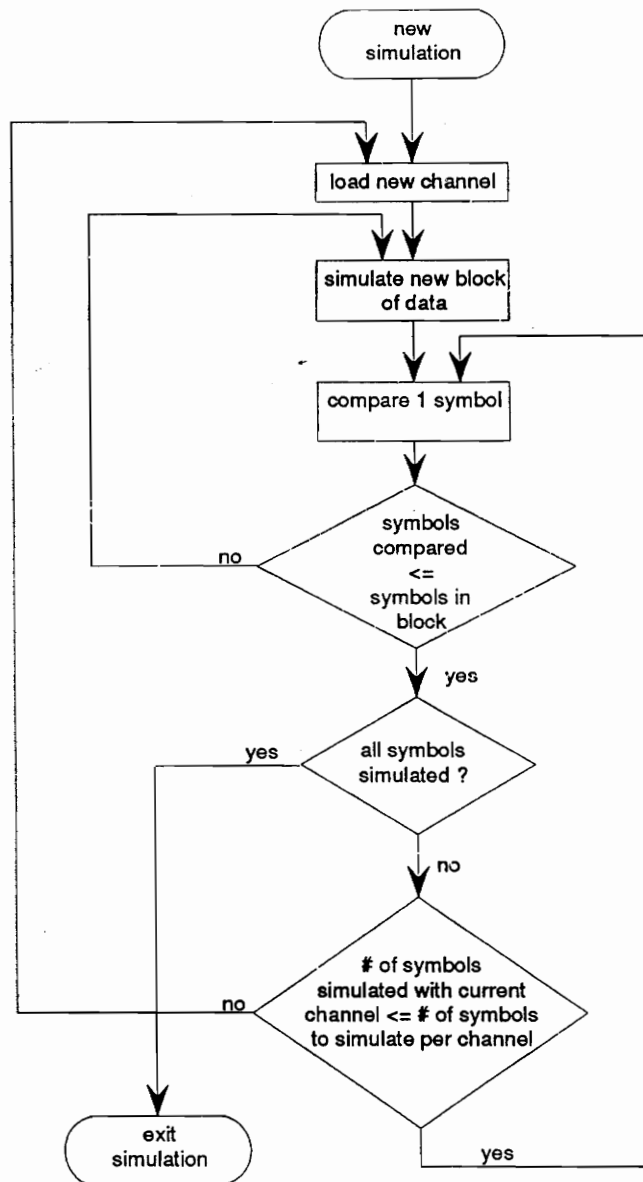 new
simulation
load new channel
simulate new block
of data
compare 1 symbol
symbols
compared
<=
symbols in
block
no
yes
all symbols
simulated ?
yes
no
# of symbols
simulated with current
channel <= # of symbols
to simulate per channel
no
yes
exit
simulation